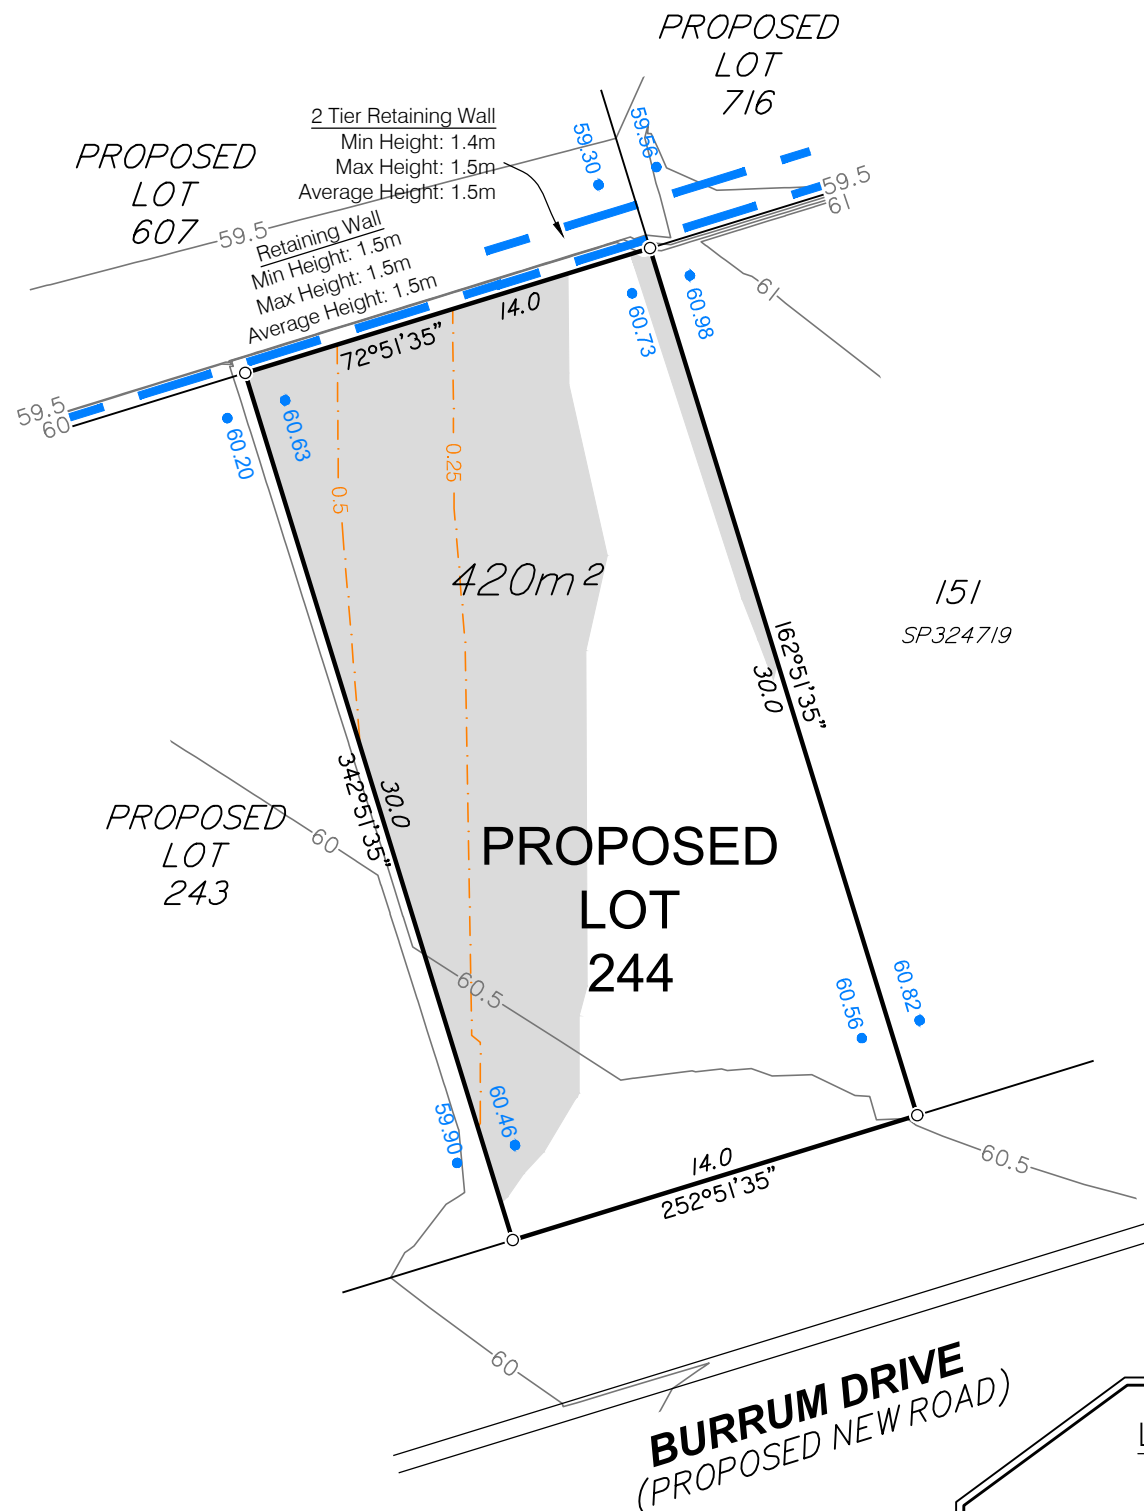 PROPOSED
LOT
716
2 Tier Retaining Wall
Min Height: 1.4m
Max Height: 1.5m
Average Height: 1.5m
PROPOSED
LOT
607
59.5
Retaining Wall
Min Height: 1.5m
Max Height: 1.5m
Average Height: 1.5m
59.30
59.56
59.5
61
61
14.0
72°51'35"
60.73
60.98
59.5
60
60.20
60.63
0.5
0.25
420m²
151
SP324719
162°51'35"
30.0
342°51'35"
30.0
PROPOSED
LOT
243
60
PROPOSED
LOT
244
60.5
60.56
60.82
59.90
60.46
14.0
252°51'35"
60.5
60
BURRUM DRIVE
(PROPOSED NEW ROAD)
L